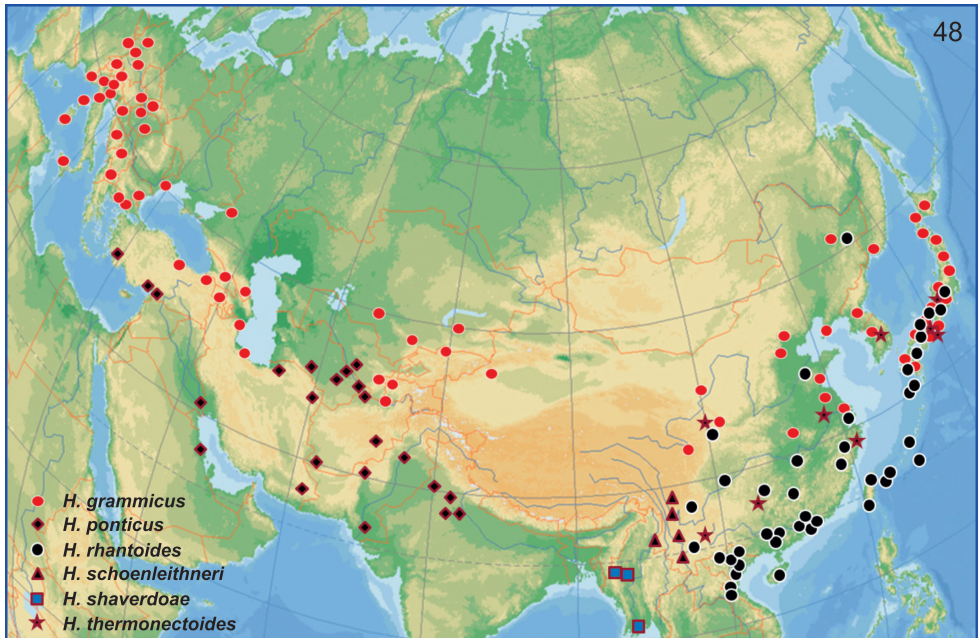 48
H. grammicus
H. ponticus
H. rhantoides
H. schoenleithneri
H. shaverdoae
H. thermonectoides